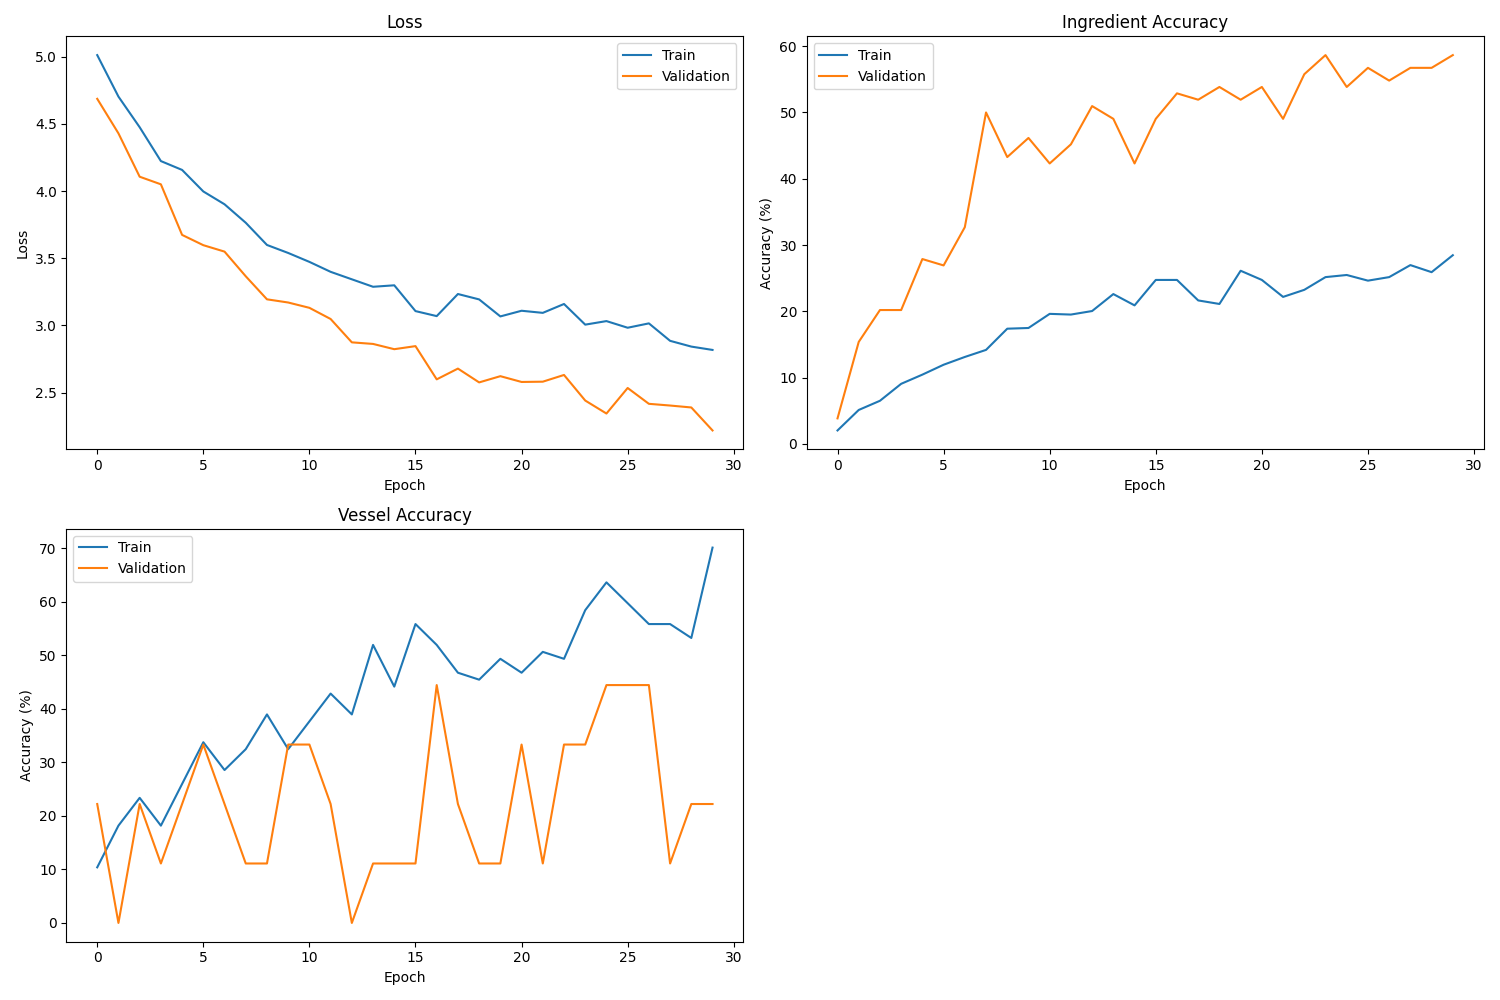 Loss
Train
Validation
5.0
4.5
4.0
3.5
3.0
2.5
Loss
0 5 10 15 20 25 30
Epoch
Ingredient Accuracy
Train
Validation
60
50
40
30
20
10
0
Accuracy (%)
0 5 10 15 20 25 30
Epoch
Vessel Accuracy
Train
Validation
70
60
50
40
30
20
10
0
Accuracy (%)
0 5 10 15 20 25 30
Epoch